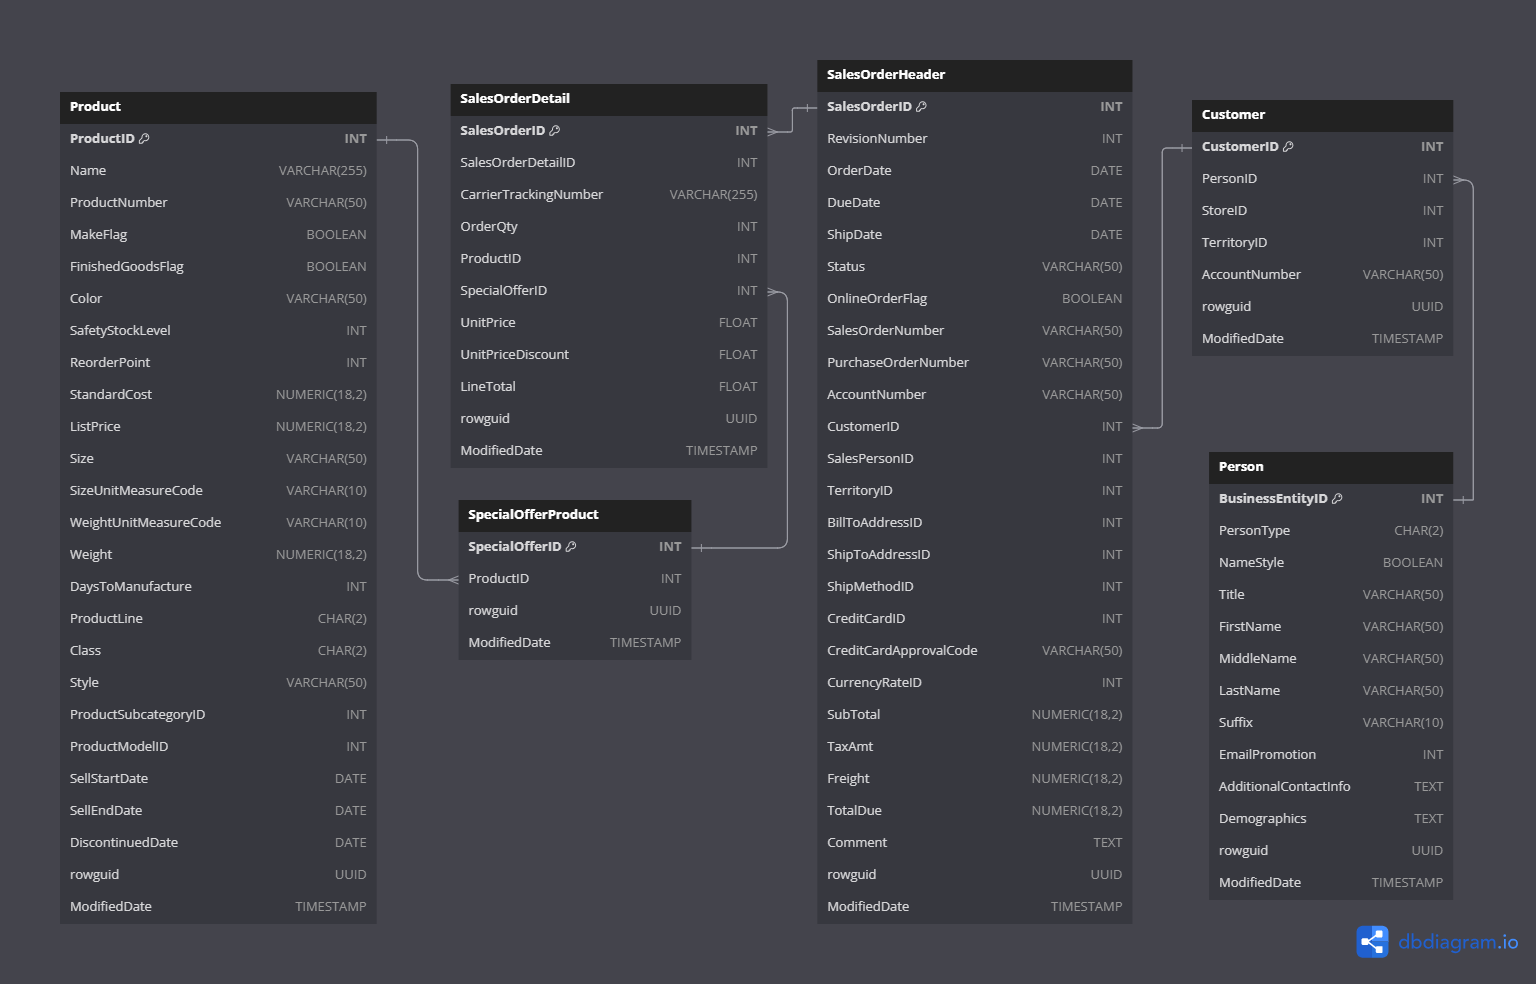 Product
ProductID INT
Name VARCHAR(255)
ProductNumber VARCHAR(50)
MakeFlag BOOLEAN
FinishedGoodsFlag BOOLEAN
Color VARCHAR(50)
SafetyStockLevel INT
ReorderPoint INT
StandardCost NUMERIC(18,2)
ListPrice NUMERIC(18,2)
Size VARCHAR(50)
SizeUnitMeasureCode VARCHAR(10)
WeightUnitMeasureCode VARCHAR(10)
Weight NUMERIC(18,2)
DaysToManufacture INT
ProductLine CHAR(2)
Class CHAR(2)
Style VARCHAR(50)
ProductSubcategoryID INT
ProductModelID INT
SellStartDate DATE
SellEndDate DATE
DiscontinuedDate DATE
rowguid UUID
ModifiedDate TIMESTAMP
SalesOrderDetail
SalesOrderID INT
SalesOrderDetailID INT
CarrierTrackingNumber VARCHAR(255)
OrderQty INT
ProductID INT
SpecialOfferID INT
UnitPrice FLOAT
UnitPriceDiscount FLOAT
LineTotal FLOAT
rowguid UUID
ModifiedDate TIMESTAMP
SpecialOfferProduct
SpecialOfferID INT
ProductID INT
rowguid UUID
ModifiedDate TIMESTAMP
SalesOrderHeader
SalesOrderID INT
RevisionNumber INT
OrderDate DATE
DueDate DATE
ShipDate DATE
Status VARCHAR(50)
OnlineOrderFlag BOOLEAN
SalesOrderNumber VARCHAR(50)
PurchaseOrderNumber VARCHAR(50)
AccountNumber VARCHAR(50)
CustomerID INT
SalesPersonID INT
TerritoryID INT
BillToAddressID INT
ShipToAddressID INT
ShipMethodID INT
CreditCardID INT
CreditCardApprovalCode VARCHAR(50)
CurrencyRateID INT
SubTotal NUMERIC(18,2)
TaxAmt NUMERIC(18,2)
Freight NUMERIC(18,2)
TotalDue NUMERIC(18,2)
Comment TEXT
rowguid UUID
ModifiedDate TIMESTAMP
Customer
CustomerID INT
PersonID INT
StoreID INT
TerritoryID INT
AccountNumber VARCHAR(50)
rowguid UUID
ModifiedDate TIMESTAMP
Person
BusinessEntityID INT
PersonType CHAR(2)
NameStyle BOOLEAN
Title VARCHAR(50)
FirstName VARCHAR(50)
MiddleName VARCHAR(50)
LastName VARCHAR(50)
Suffix VARCHAR(10)
EmailPromotion INT
AdditionalContactInfo TEXT
Demographics TEXT
rowguid UUID
ModifiedDate TIMESTAMP
dbdiagram.io